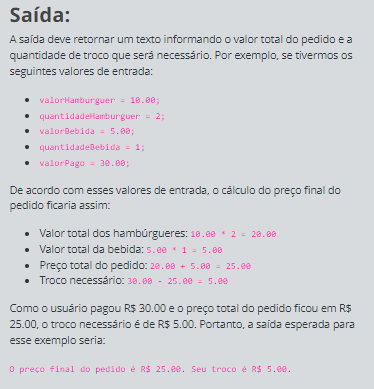 Saída:
A saída deve retornar um texto informando o valor total do pedido e a
quantidade de troco que será necessário. Por exemplo, se tivermos os
seguintes valores de entrada:
• valorHamburguer = 10.00;
• quantidadeHamburguer = 2;
• valorBebida = 5.00;
• quantidadeBebida = 1;
• valorPago = 30.00;
De acordo com esses valores de entrada, o cálculo do preço final do
pedido ficaria assim:
• Valor total dos hambúrgueres: 10.00 * 2 = 20.00
• Valor total da bebida: 5.00 * 1 = 5.00
• Preço total do pedido: 20.00 + 5.00 = 25.00
• Troco necessário: 30.00 - 25.00 = 5.00
Como o usuário pagou R$ 30.00 e o preço total do pedido ficou em R$
25.00, o troco necessário é de R$ 5.00. Portanto, a saída esperada para
esse exemplo seria:
O preço final do pedido é R$ 25.00. Seu troco é R$ 5.00.